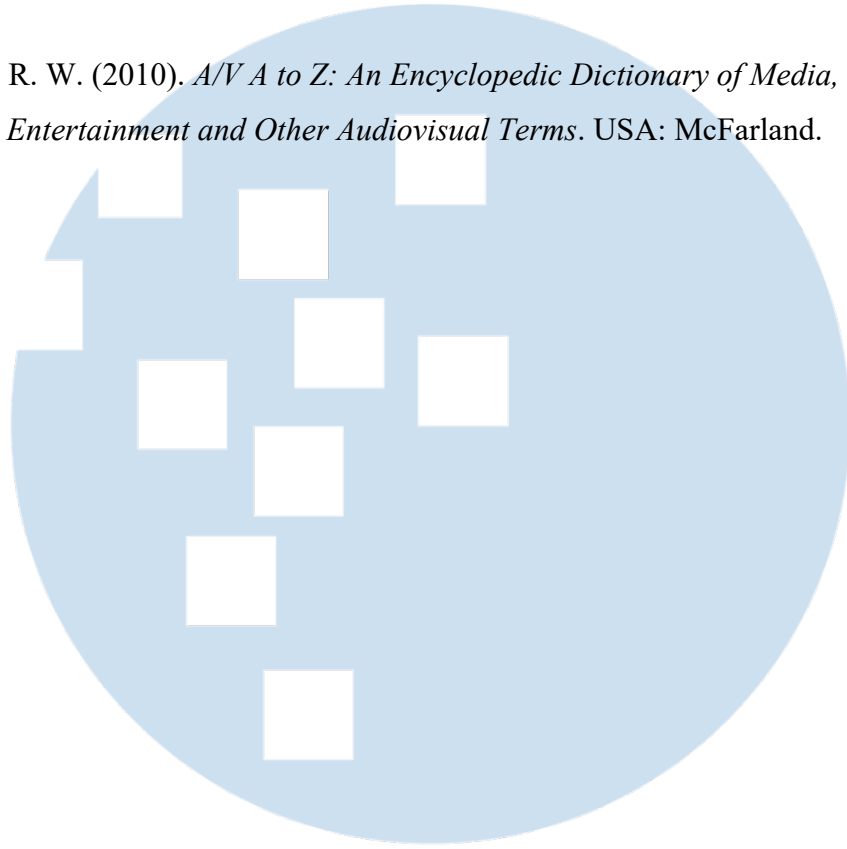 R. W. (2010). A/V A to Z: An Encyclopedic Dictionary of Media,
Entertainment and Other Audiovisual Terms. USA: McFarland.